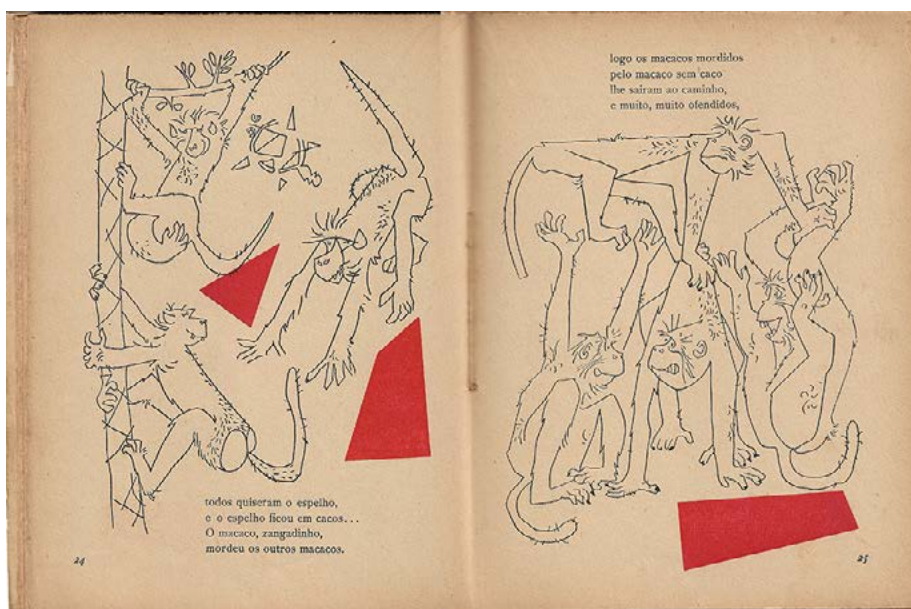 todos quiseram o espelho,
e o espelho ficou em cacos...
O macaco, zangadinho,
mordeu os outros macacos.
24
logo os macacos mordidos
pelo macaco sem caco
lhe saíram ao caminho,
e muito, muito ofendidos,
25